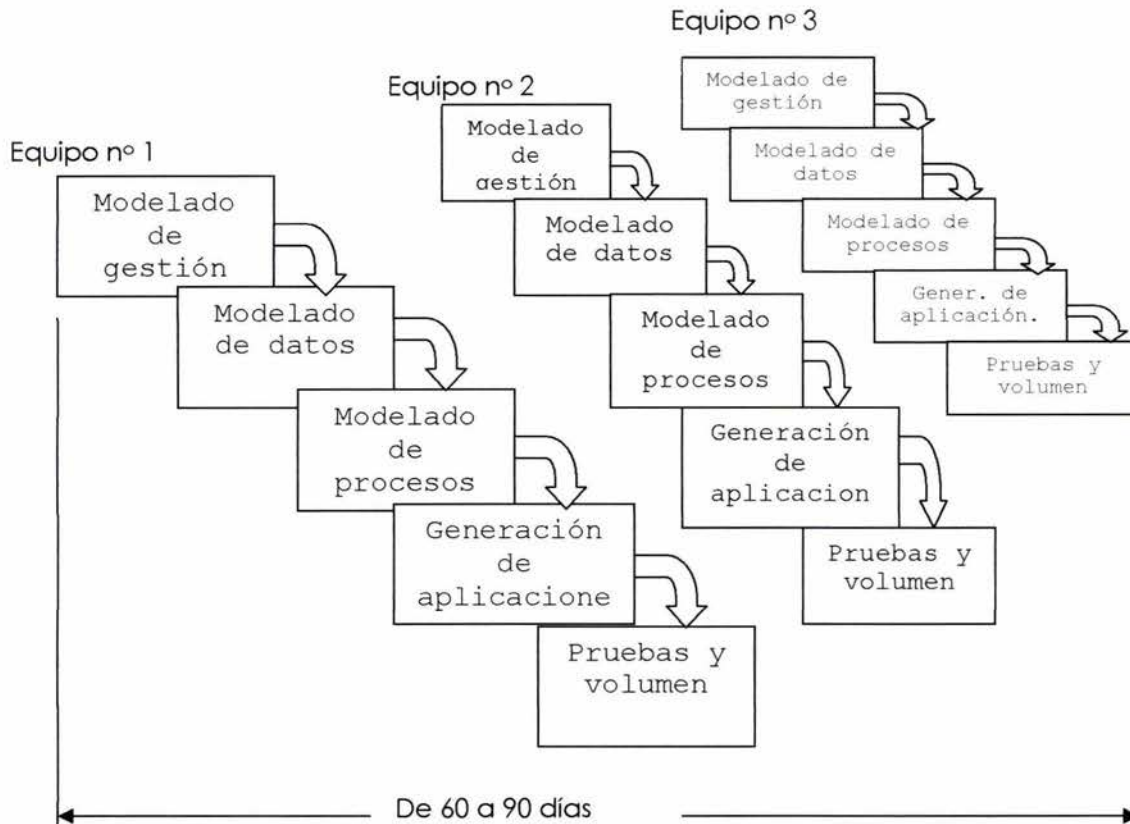 Equipo nº 1
Modelado
de
gestión
Modelado
de datos
Modelado
de
procesos
Generación
de
aplicacione
Pruebas y
volumen
Equipo nº 2
Modelado
de
gestión
Modelado
de datos
Modelado
de
procesos
Generación
de
aplicacion
Pruebas y
volumen
Equipo nº 3
Modelado de
gestión
Modelado de
datos
Modelado de
procesos
Gener. de
aplicación.
Pruebas y
volumen
De 60 a 90 días